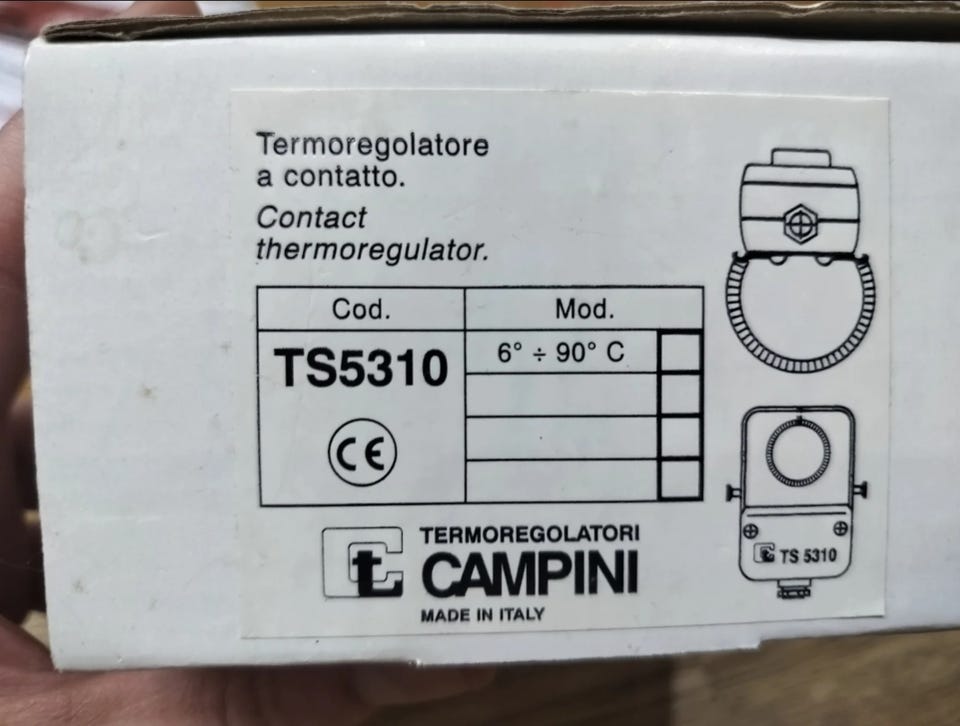 Termoregolatore
a contatto.
Contact
thermoregulator.
Cod.
Mod.
TS5310
6° ÷ 90° C
CE
TERMOREGOLATORI
CAMPINI
MADE IN ITALY
TS 5310